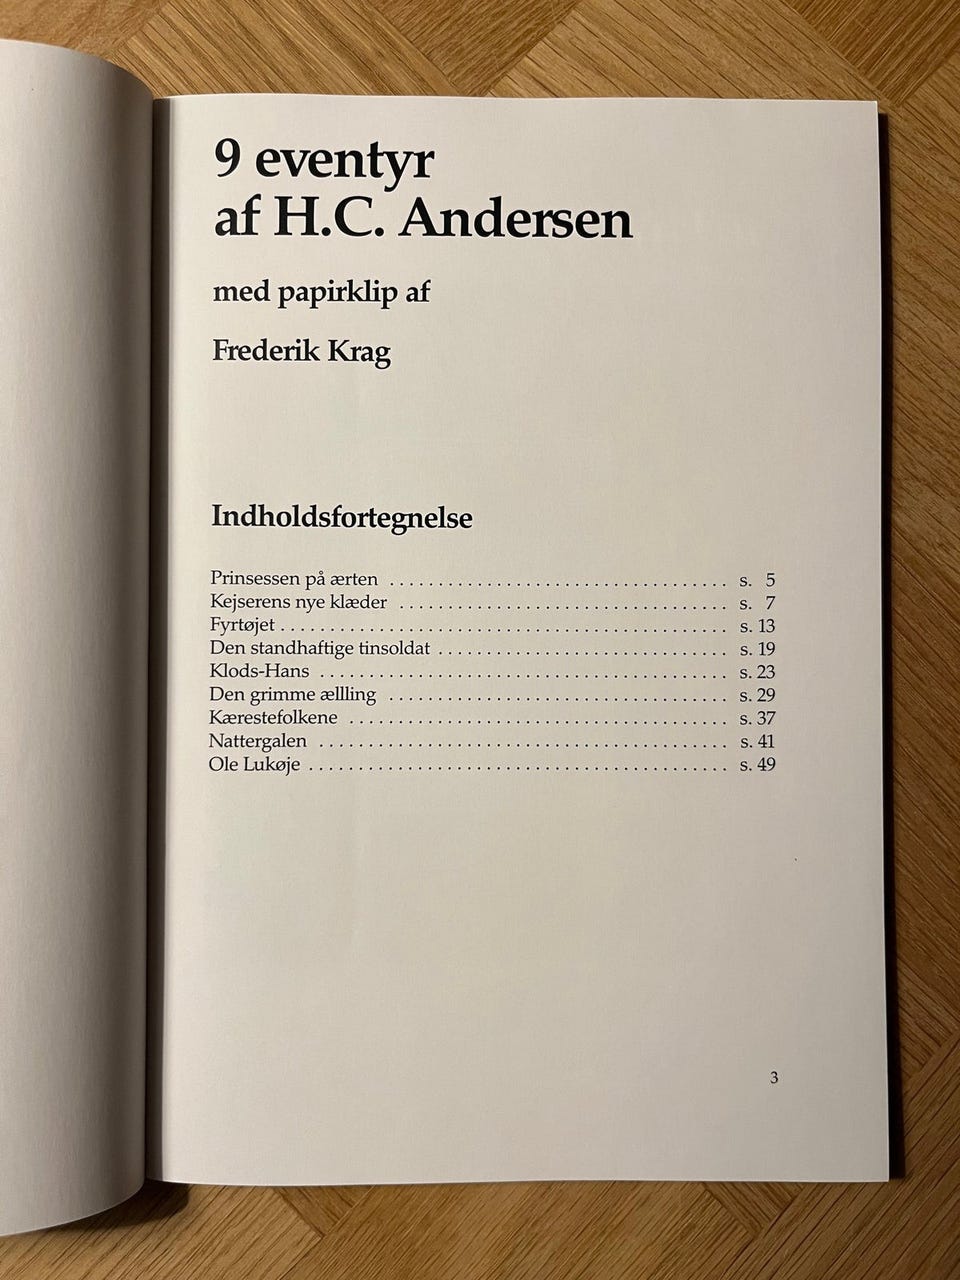 9 eventyr
af H.C. Andersen
med papirklip af
Frederik Krag
Indholdsfortegnelse
Prinsessen på ærten . . . . . . . . . . . . . . . . . . . . . . . . . . . . . . . . . . s. 5
Kejserens nye klæder . . . . . . . . . . . . . . . . . . . . . . . . . . . . . . . . . s. 7
Fyrtøjet . . . . . . . . . . . . . . . . . . . . . . . . . . . . . . . . . . . . . . . . . . . . . s. 13
Den standhaftige tinsoldat . . . . . . . . . . . . . . . . . . . . . . . . . . . . . s. 19
Klods-Hans . . . . . . . . . . . . . . . . . . . . . . . . . . . . . . . . . . . . . . . . . s. 23
Den grimme ællling . . . . . . . . . . . . . . . . . . . . . . . . . . . . . . . . . . s. 29
Kærestefolkene . . . . . . . . . . . . . . . . . . . . . . . . . . . . . . . . . . . . . . s. 37
Nattergalen . . . . . . . . . . . . . . . . . . . . . . . . . . . . . . . . . . . . . . . . . s. 41
Ole Lukøje . . . . . . . . . . . . . . . . . . . . . . . . . . . . . . . . . . . . . . . . . . s. 49
3